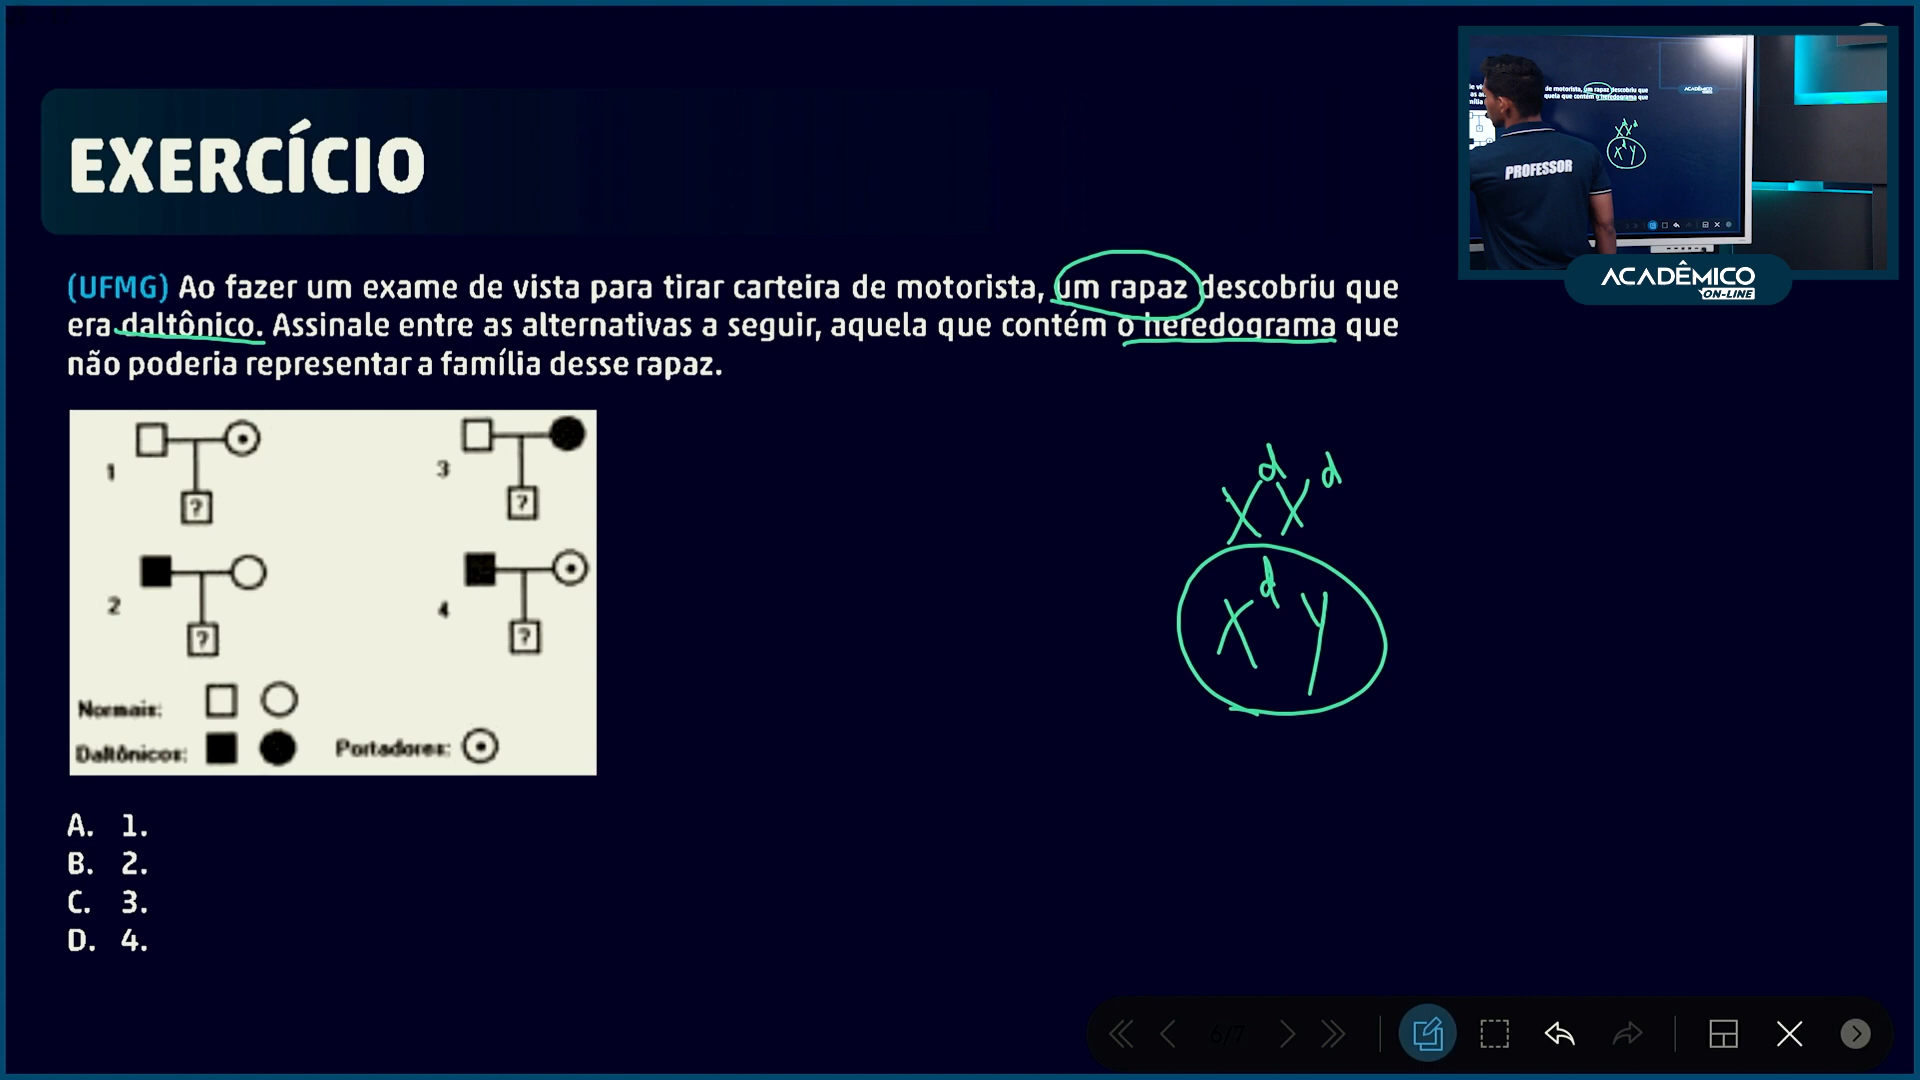 EXERCÍCIO
(UFMG) Ao fazer um exame de vista para tirar carteira de motorista, um rapaz descobriu que
era daltônico. Assinale entre as alternativas a seguir, aquela que contém o heredograma que
não poderia representar a família desse rapaz.
1
?
3
?
2
?
4
?
Normais:
Daltônicos:
Portadores:
A. 1.
B. 2.
C. 3.
D. 4.
X^d X^d
X^d Y
PROFESSOR
ACADÊMICO
ON-LINE
6/7